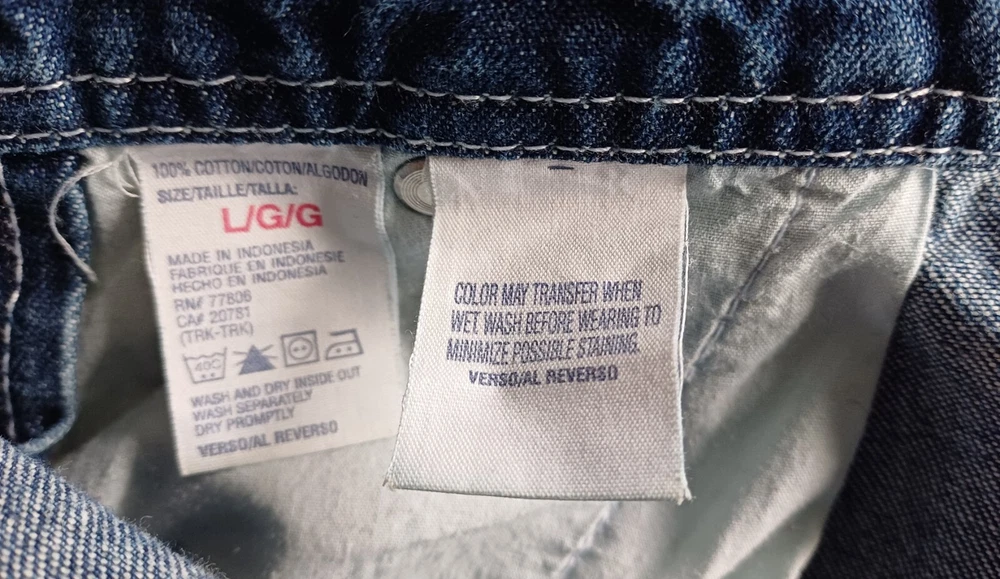 100% COTTON/COTON/ALGODON
SIZE/TAILLE/TALLA:
L/G/G
MADE IN INDONESIA
FABRIQUE EN INDONESIE
HECHO EN INDONESIA
RN# 77806
CA# 20781
(TRK-TRK)
40C
WASH AND DRY INSIDE OUT
WASH SEPARATELY
DRY PROMPTLY
VERSO/AL REVERSO
COLOR MAY TRANSFER WHEN
WET. WASH BEFORE WEARING TO
MINIMIZE POSSIBLE STAINING.
VERSO/AL REVERSO